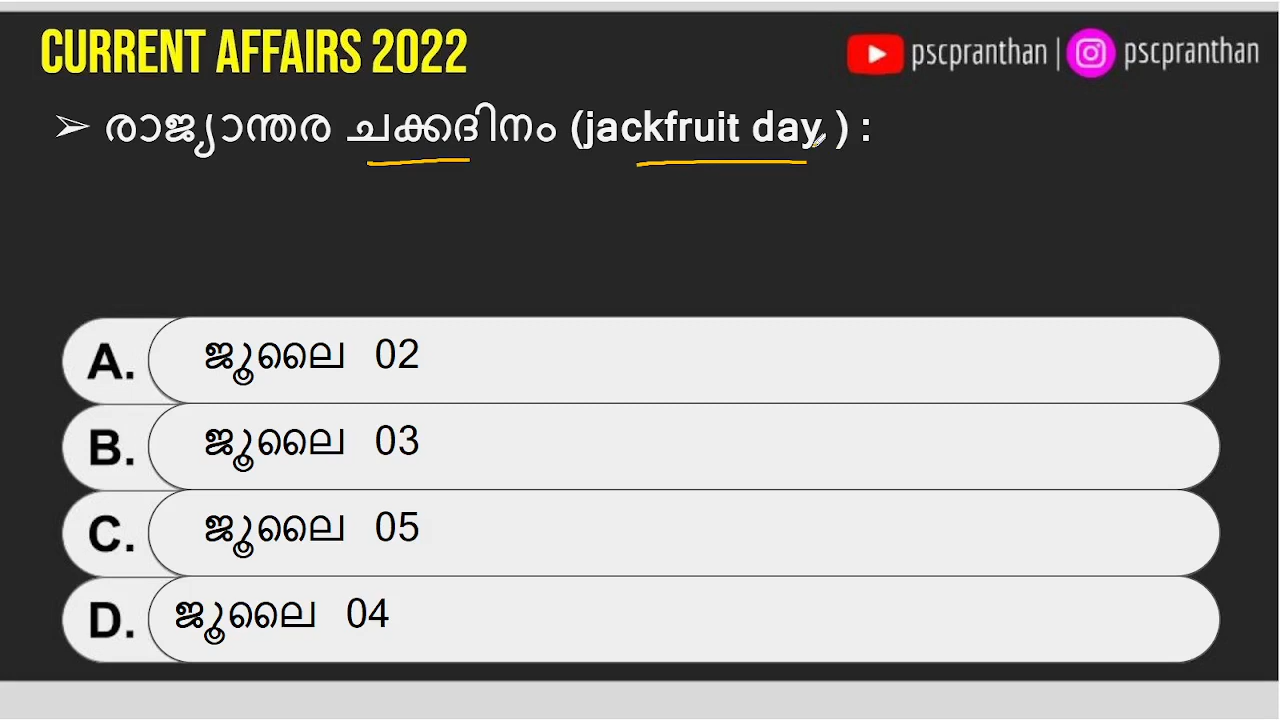 CURRENT AFFAIRS 2022
pscpranthan | pscpranthan
➢ രാജ്യാന്തര ചക്കദിനം (jackfruit day, ) :
A. ജൂലൈ 02
B. ജൂലൈ 03
C. ജൂലൈ 05
D. ജൂലൈ 04